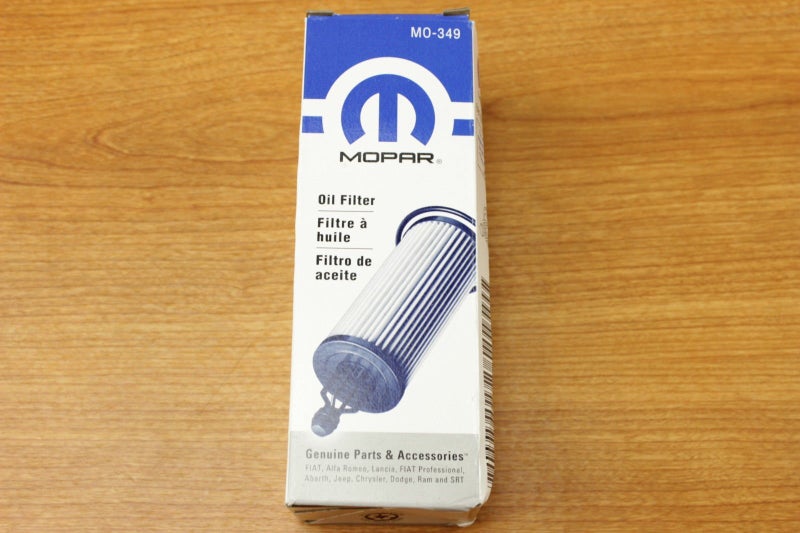 MO-349
MOPAR®
Oil Filter
Filtre à
huile
Filtro de
aceite
Genuine Parts & Accessories™
FIAT, Alfa Romeo, Lancia, FIAT Professional,
Abarth, Jeep, Chrysler, Dodge, Ram and SRT